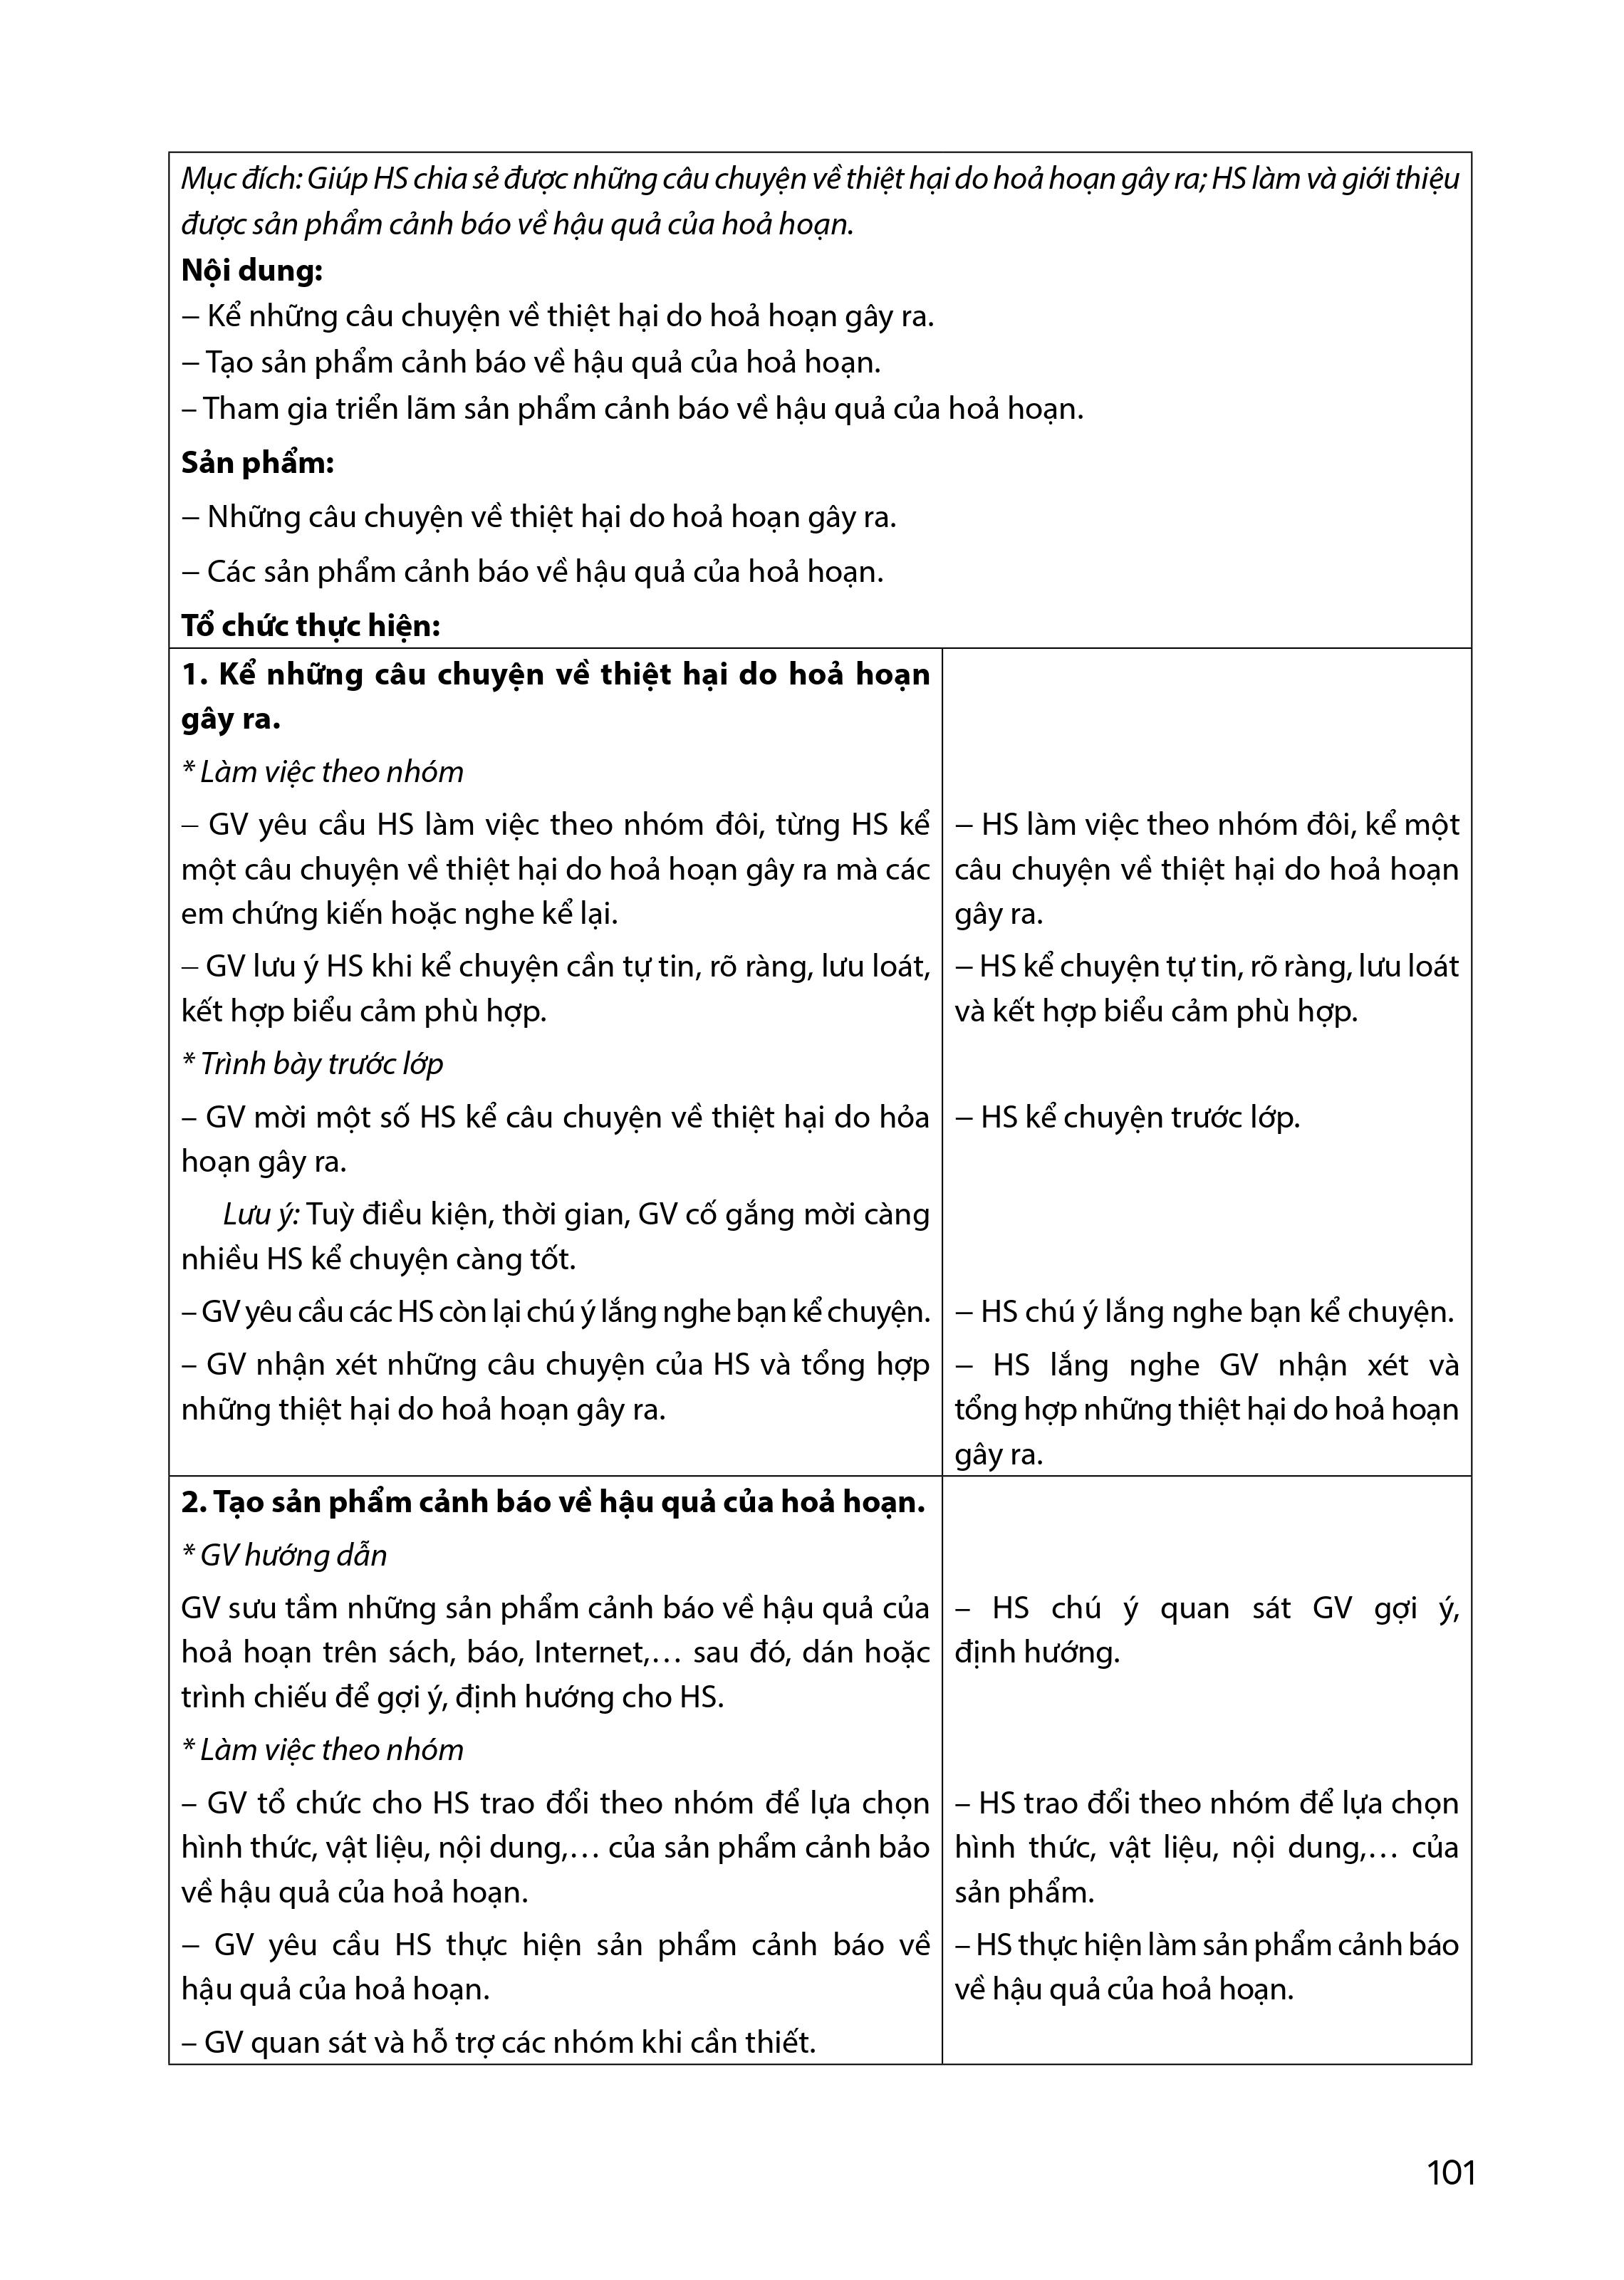 Mục đích: Giúp HS chia sẻ được những câu chuyện về thiệt hại do hoả hoạn gây ra; HS làm và giới thiệu
được sản phẩm cảnh báo về hậu quả của hoả hoạn.
Nội dung:
– Kể những câu chuyện về thiệt hại do hoả hoạn gây ra.
– Tạo sản phẩm cảnh báo về hậu quả của hoả hoạn.
– Tham gia triển lãm sản phẩm cảnh báo về hậu quả của hoả hoạn.
Sản phẩm:
– Những câu chuyện về thiệt hại do hoả hoạn gây ra.
– Các sản phẩm cảnh báo về hậu quả của hoả hoạn.
Tổ chức thực hiện:
1. Kể những câu chuyện về thiệt hại do hoả hoạn
gây ra.
* Làm việc theo nhóm
– GV yêu cầu HS làm việc theo nhóm đôi, từng HS kể
một câu chuyện về thiệt hại do hoả hoạn gây ra mà các
em chứng kiến hoặc nghe kể lại.
– GV lưu ý HS khi kể chuyện cần tự tin, rõ ràng, lưu loát,
kết hợp biểu cảm phù hợp.
* Trình bày trước lớp
– GV mời một số HS kể câu chuyện về thiệt hại do hỏa
hoạn gây ra.
Lưu ý: Tuỳ điều kiện, thời gian, GV cố gắng mời càng
nhiều HS kể chuyện càng tốt.
– GV yêu cầu các HS còn lại chú ý lắng nghe bạn kể chuyện.
– GV nhận xét những câu chuyện của HS và tổng hợp
những thiệt hại do hoả hoạn gây ra.
– HS làm việc theo nhóm đôi, kể một
câu chuyện về thiệt hại do hoả hoạn
gây ra.
– HS kể chuyện tự tin, rõ ràng, lưu loát
và kết hợp biểu cảm phù hợp.
– HS kể chuyện trước lớp.
– HS chú ý lắng nghe bạn kể chuyện.
– HS lắng nghe GV nhận xét và
tổng hợp những thiệt hại do hoả hoạn
gây ra.
2. Tạo sản phẩm cảnh báo về hậu quả của hoả hoạn.
* GV hướng dẫn
GV sưu tầm những sản phẩm cảnh báo về hậu quả của
hoả hoạn trên sách, báo, Internet,… sau đó, dán hoặc
trình chiếu để gợi ý, định hướng cho HS.
* Làm việc theo nhóm
– GV tổ chức cho HS trao đổi theo nhóm để lựa chọn
hình thức, vật liệu, nội dung,… của sản phẩm cảnh bảo
về hậu quả của hoả hoạn.
– GV yêu cầu HS thực hiện sản phẩm cảnh báo về
hậu quả của hoả hoạn.
– GV quan sát và hỗ trợ các nhóm khi cần thiết.
– HS chú ý quan sát GV gợi ý,
định hướng.
– HS trao đổi theo nhóm để lựa chọn
hình thức, vật liệu, nội dung,… của
sản phẩm.
– HS thực hiện làm sản phẩm cảnh báo
về hậu quả của hoả hoạn.
101